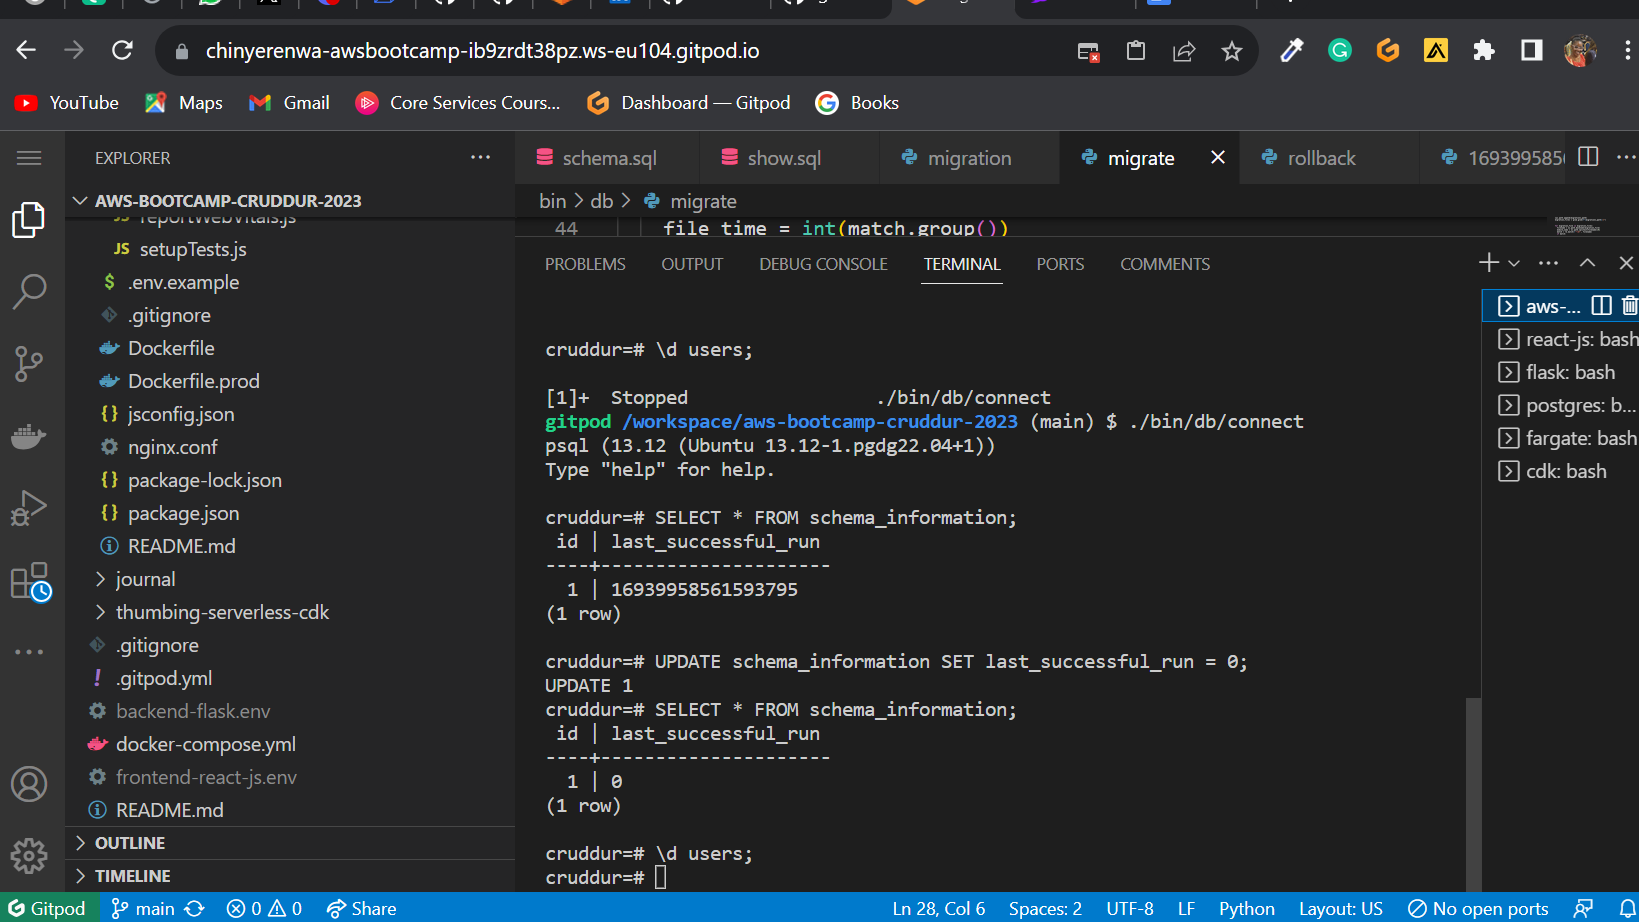 chinyerenwa-awsbootcamp-ib9zrdt38pz.ws-eu104.gitpod.io
YouTube Maps Gmail Core Services Cours... Dashboard — Gitpod Books
EXPLORER
AWS-BOOTCAMP-CRUDDUR-2023
reportWebVitals.js
setupTests.js
.env.example
.gitignore
Dockerfile
Dockerfile.prod
jsconfig.json
nginx.conf
package-lock.json
package.json
README.md
journal
thumbing-serverless-cdk
.gitignore
.gitpod.yml
backend-flask.env
docker-compose.yml
frontend-react-js.env
README.md
OUTLINE
TIMELINE
schema.sql show.sql migration migrate rollback 169399585
bin > db > migrate
44 file_time = int(match.group())
PROBLEMS OUTPUT DEBUG CONSOLE TERMINAL PORTS COMMENTS
cruddur=# \d users;
[1]+ Stopped ./bin/db/connect
gitpod /workspace/aws-bootcamp-cruddur-2023 (main) $ ./bin/db/connect
psql (13.12 (Ubuntu 13.12-1.pgdg22.04+1))
Type "help" for help.
cruddur=# SELECT * FROM schema_information;
id | last_successful_run
----+---------------------
1 | 16939958561593795
(1 row)
cruddur=# UPDATE schema_information SET last_successful_run = 0;
UPDATE 1
cruddur=# SELECT * FROM schema_information;
id | last_successful_run
----+---------------------
1 | 0
(1 row)
cruddur=# \d users;
cruddur=#
aws-...
react-js: bash
flask: bash
postgres: b...
fargate: bash
cdk: bash
Gitpod main 0 0 Share Ln 28, Col 6 Spaces: 2 UTF-8 LF Python Layout: US No open ports